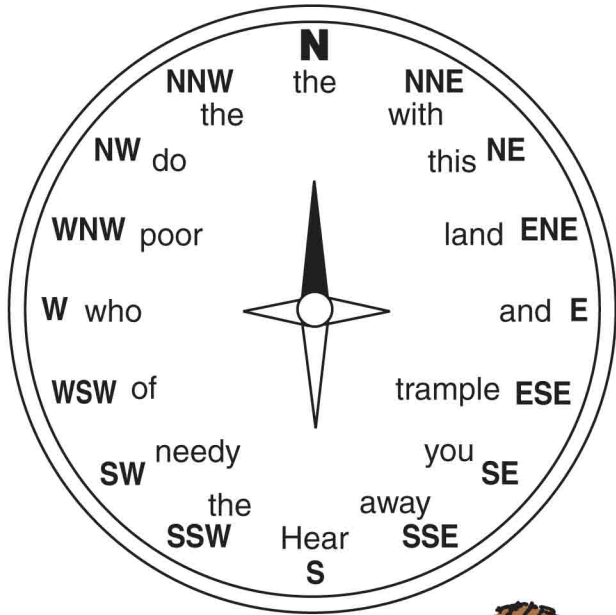 N
NNW the NNE
the with
NW do this NE
WNW poor land ENE
W who and E
WSW of trample ESE
needy you
SW SE
the away
SSW Hear SSE
S